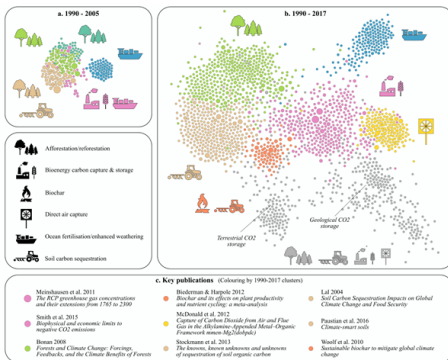 a. 1990 - 2005
b. 1990 - 2017
Afforestation/reforestation
Bioenergy carbon capture & storage
Biochar
Direct air capture
Ocean fertilisation/enhanced weathering
Soil carbon sequestration
Terrestrial CO2
storage
Geological CO2
storage
c. Key publications (Colouring by 1990-2017 clusters)
Meinshausen et al. 2011
The RCP greenhouse gas concentrations
and their extensions from 1765 to 2300
Smith et al. 2015
Biophysical and economic limits to
negative CO2 emissions
Bonan 2008
Forests and Climate Change: Forcings,
Feedbacks, and the Climate Benefits of Forests
Biederman & Harpole 2012
Biochar and its effects on plant productivity
and nutrient cycling: a meta-analysis
McDonald et al. 2012
Capture of Carbon Dioxide from Air and Flue
Gas in the Alkylamine-Appended Metal-Organic
Framework mmen-Mg2(dobpdc)
Stockmann et al. 2013
The knowns, known unknowns and unknowns
of sequestration of soil organic carbon
Lal 2004
Soil Carbon Sequestration Impacts on Global
Climate Change and Food Security
Paustian et al. 2016
Climate-smart soils
Woolf et al. 2010
Sustainable biochar to mitigate global climate
change